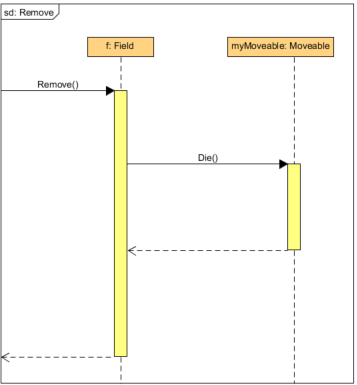 sd: Remove
f: Field
myMoveable: Moveable
Remove()
Die()